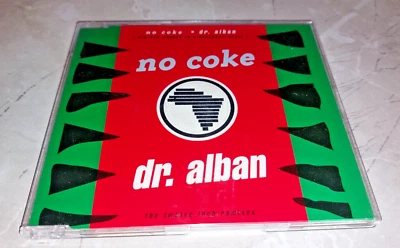 no coke * dr. alban
no coke
dr. alban